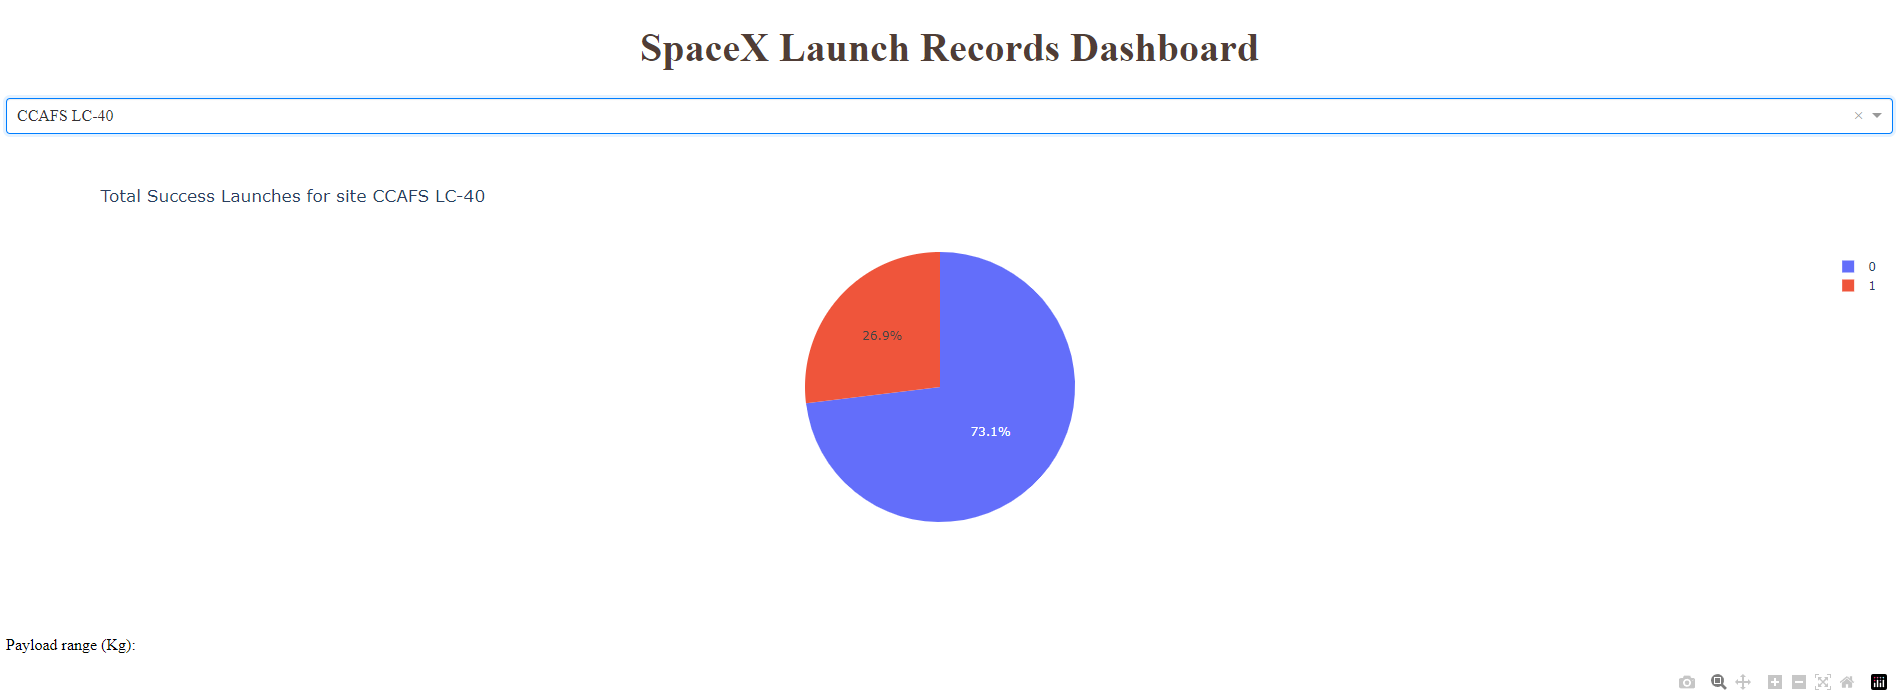 SpaceX Launch Records Dashboard
CCAFS LC-40
Total Success Launches for site CCAFS LC-40
0
1
26.9%
73.1%
Payload range (Kg):